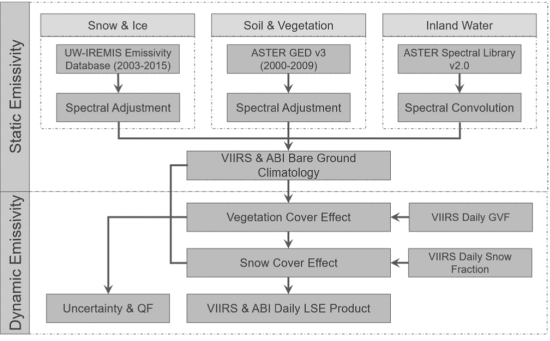 Static Emissivity
Snow & Ice
Soil & Vegetation
Inland Water
UW-IREMIS Emissivity
Database (2003-2015)
ASTER GED v3
(2000-2009)
ASTER Spectral Library
v2.0
Spectral Adjustment
Spectral Adjustment
Spectral Convolution
VIIRS & ABI Bare Ground
Climatology
Dynamic Emissivity
Vegetation Cover Effect
VIIRS Daily GVF
Snow Cover Effect
VIIRS Daily Snow
Fraction
Uncertainty & QF
VIIRS & ABI Daily LSE Product